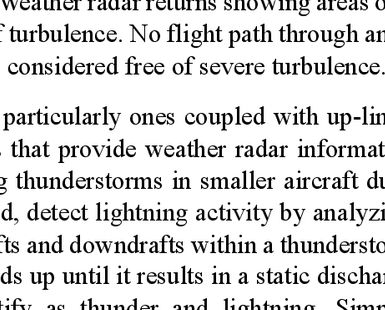 weather radar returns showing areas o
f turbulence. No flight path through an
considered free of severe turbulence.
particularly ones coupled with up-lin
s that provide weather radar informat
g thunderstorms in smaller aircraft du
d, detect lightning activity by analyzi
fts and downdrafts within a thundersto
ds up until it results in a static dischar
tify as thunder and lightning. Simp